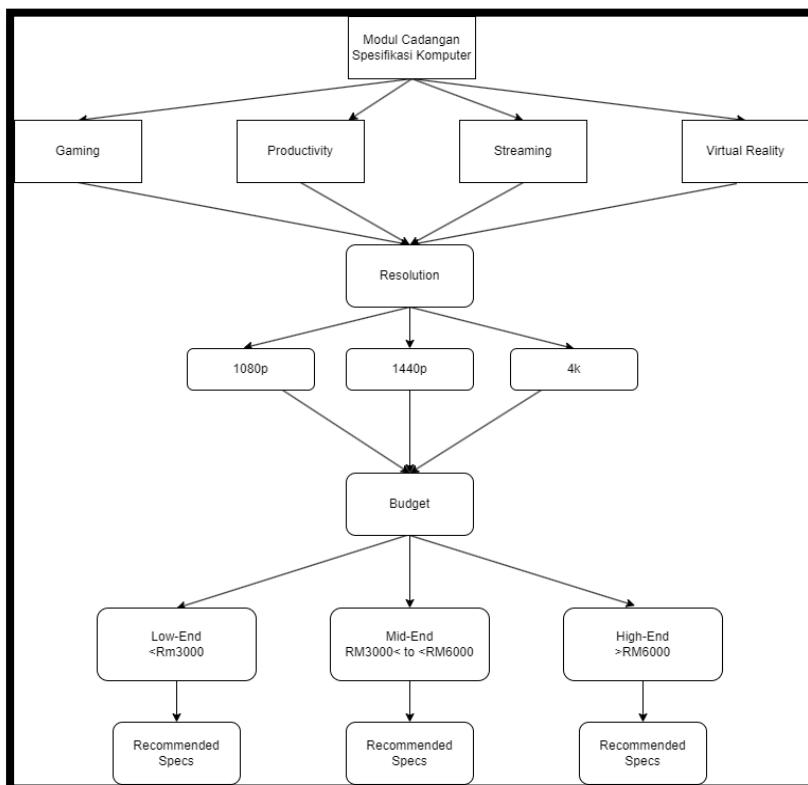 Modul Cadangan
Spesifikasi Komputer
Gaming
Productivity
Streaming
Virtual Reality
Resolution
1080p
1440p
4k
Budget
Low-End
<Rm3000
Mid-End
RM3000< to <RM6000
High-End
>RM6000
Recommended
Specs
Recommended
Specs
Recommended
Specs